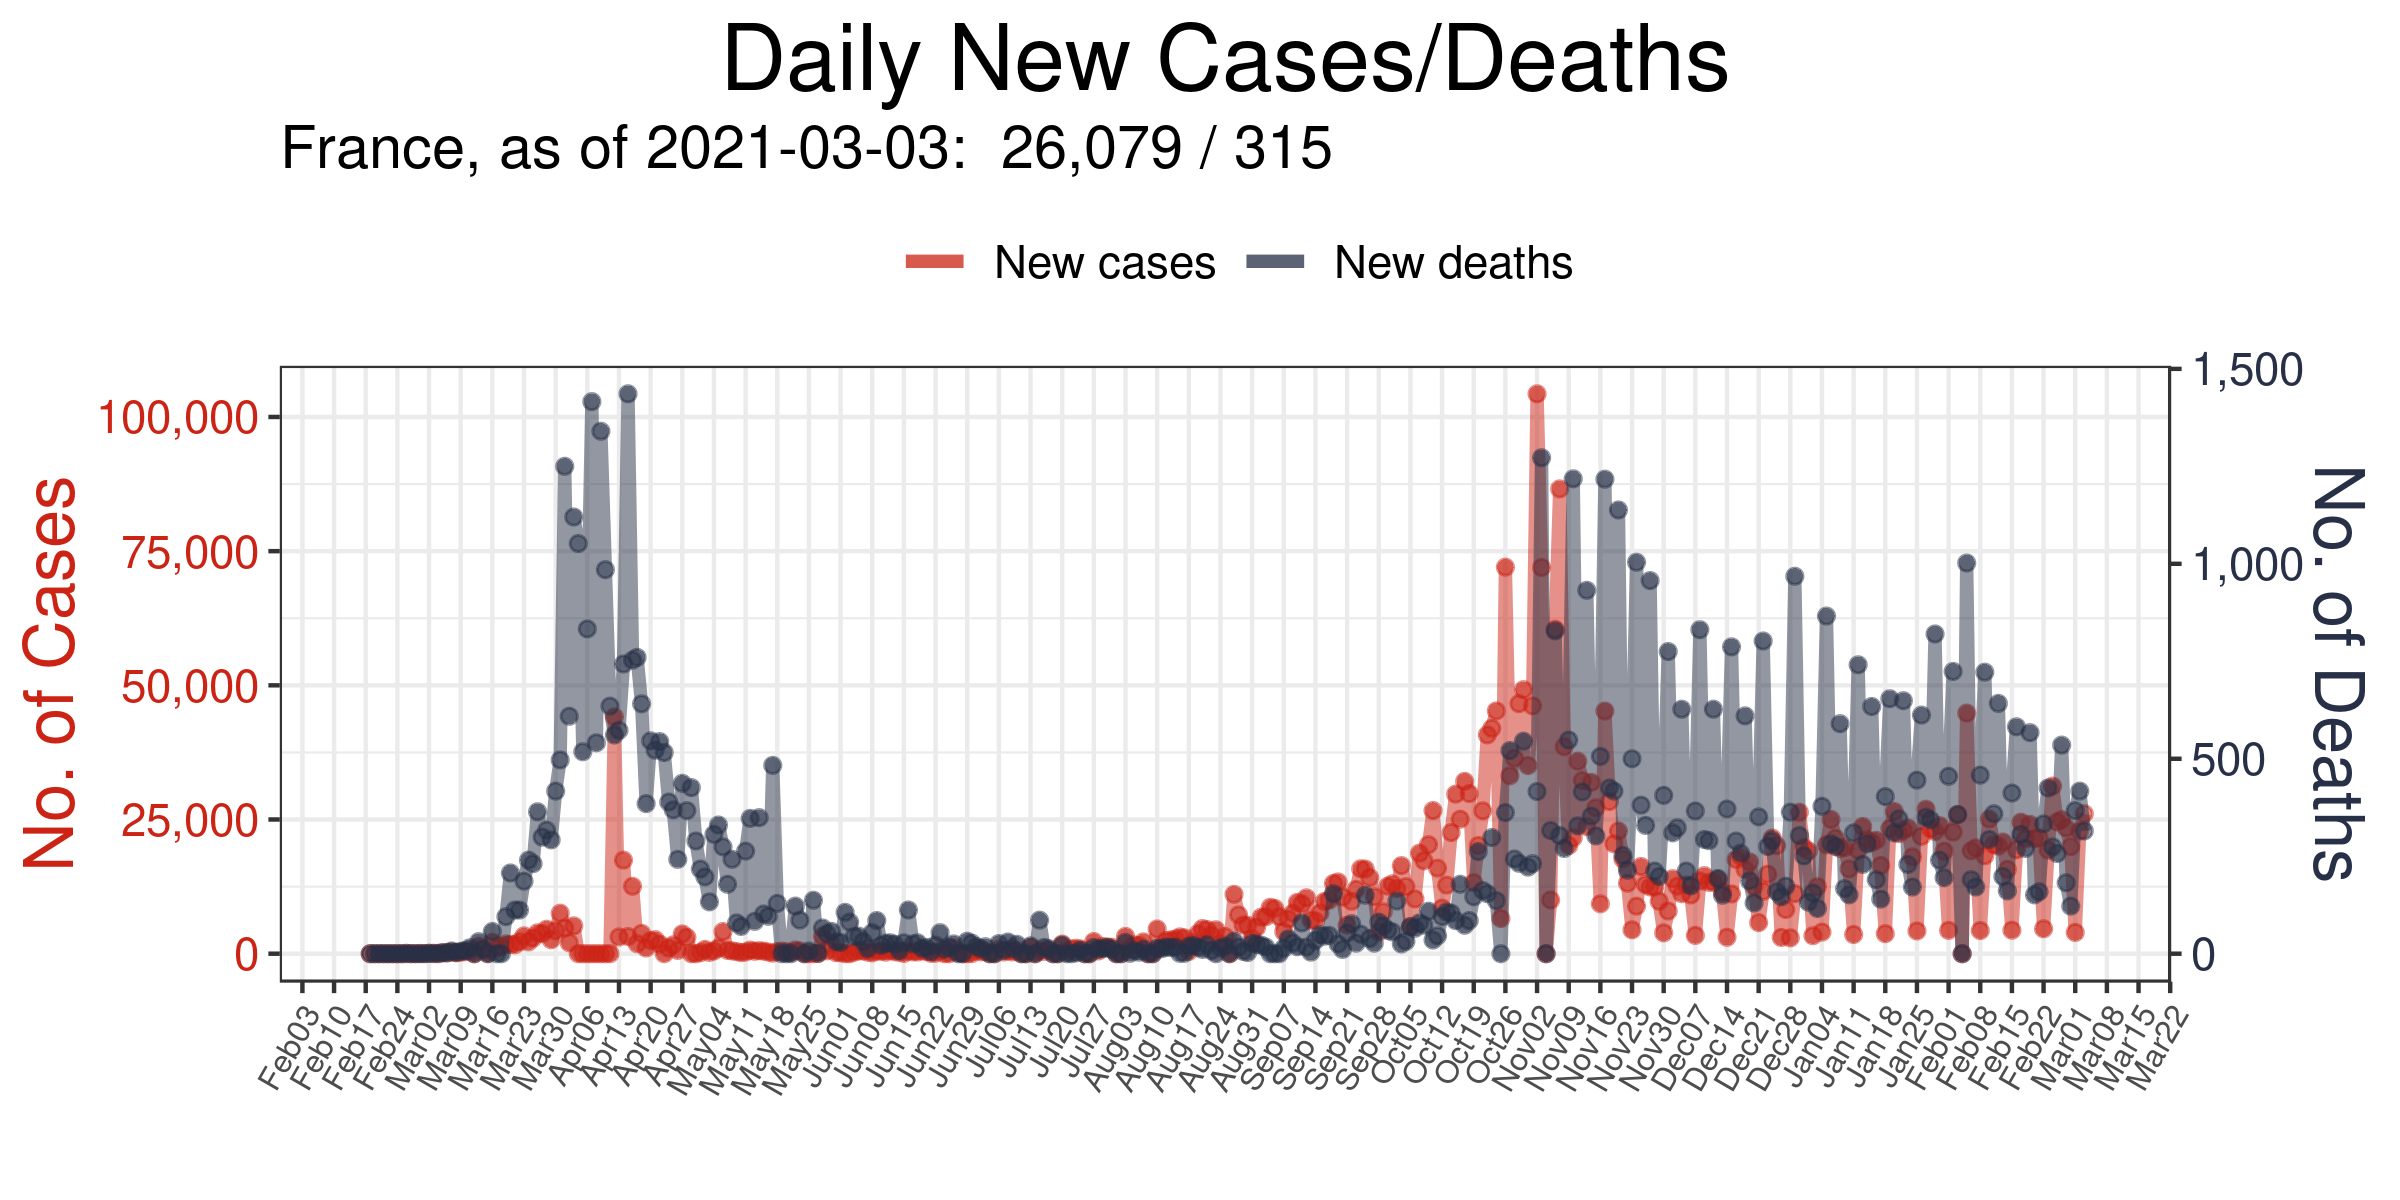 Daily New Cases/Deaths
France, as of 2021-03-03:  26,079 / 315
New cases
New deaths
No. of Cases
100,000
75,000
50,000
25,000
0
1,500
1,000
500
0
No. of Deaths
Feb03
Feb10
Feb17
Feb24
Mar02
Mar09
Mar16
Mar23
Mar30
Apr06
Apr13
Apr20
Apr27
May04
May11
May18
May25
Jun01
Jun08
Jun15
Jun22
Jun29
Jul06
Jul13
Jul20
Jul27
Aug03
Aug10
Aug17
Aug24
Aug31
Sep07
Sep14
Sep21
Sep28
Oct05
Oct12
Oct19
Oct26
Nov02
Nov09
Nov16
Nov23
Nov30
Dec07
Dec14
Dec21
Dec28
Dec04
Jan11
Jan18
Jan25
Feb01
Feb08
Feb15
Feb22
Mar01
Mar08
Mar15
Mar22